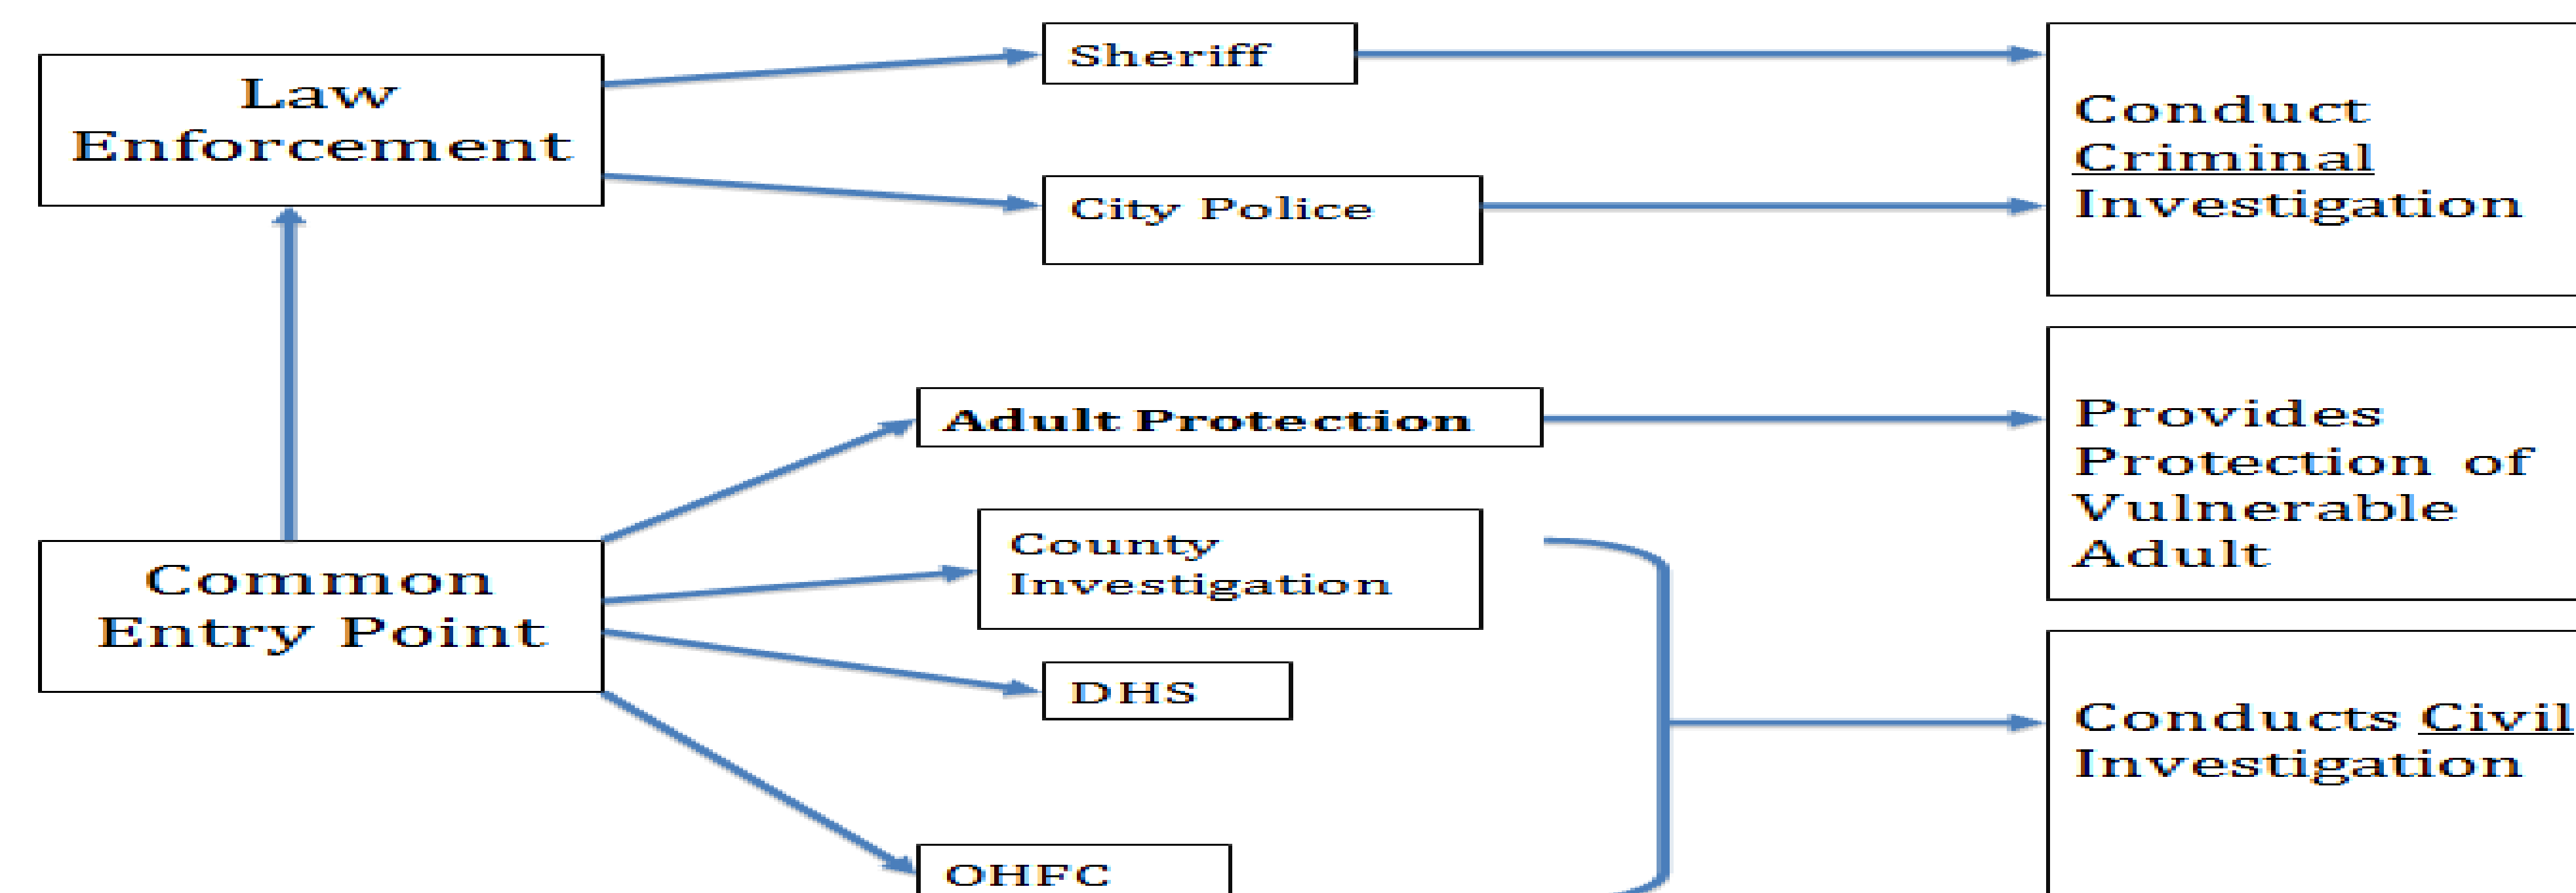 Law
Enforcement
Sheriff
City Police
Conduct
Criminal
Investigation
Common
Entry Point
Adult Protection
County
Investigation
DHS
OHFC
Provides
Protection of
Vulnerable
Adult
Conducts Civil
Investigation